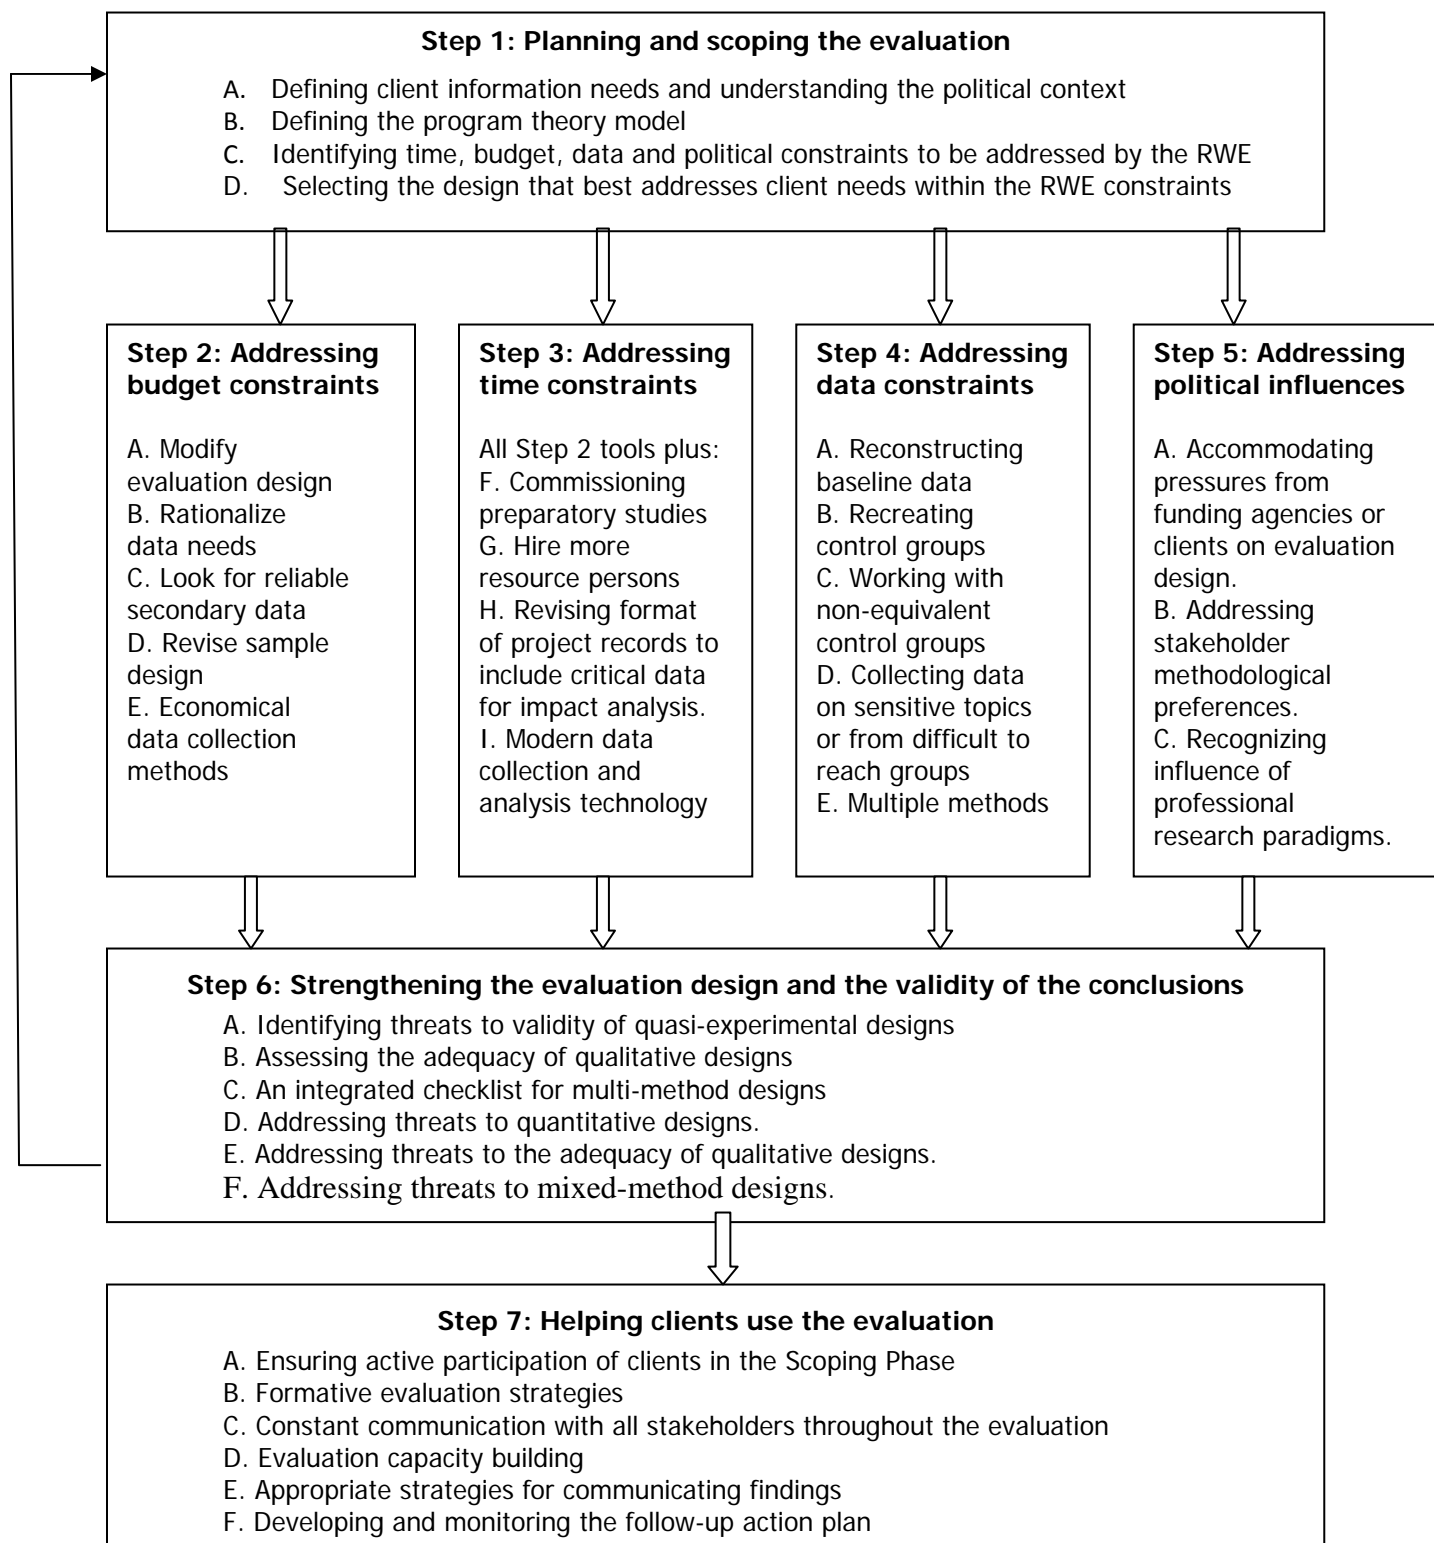 Step 1: Planning and scoping the evaluation
A. Defining client information needs and understanding the political context
B. Defining the program theory model
C. Identifying time, budget, data and political constraints to be addressed by the RWE
D. Selecting the design that best addresses client needs within the RWE constraints
Step 2: Addressing
budget constraints
A. Modify
evaluation design
B. Rationalize
data needs
C. Look for reliable
secondary data
D. Revise sample
design
E. Economical
data collection
methods
Step 3: Addressing
time constraints
All Step 2 tools plus:
F. Commissioning
preparatory studies
G. Hire more
resource persons
H. Revising format
of project records to
include critical data
for impact analysis.
I. Modern data
collection and
analysis technology
Step 4: Addressing
data constraints
A. Reconstructing
baseline data
B. Recreating
control groups
C. Working with
non-equivalent
control groups
D. Collecting data
on sensitive topics
or from difficult to
reach groups
E. Multiple methods
Step 5: Addressing
political influences
A. Accommodating
pressures from
funding agencies or
clients on evaluation
design.
B. Addressing
stakeholder
methodological
preferences.
C. Recognizing
influence of
professional
research paradigms.
Step 6: Strengthening the evaluation design and the validity of the conclusions
A. Identifying threats to validity of quasi-experimental designs
B. Assessing the adequacy of qualitative designs
C. An integrated checklist for multi-method designs
D. Addressing threats to quantitative designs.
E. Addressing threats to the adequacy of qualitative designs.
F. Addressing threats to mixed-method designs.
Step 7: Helping clients use the evaluation
A. Ensuring active participation of clients in the Scoping Phase
B. Formative evaluation strategies
C. Constant communication with all stakeholders throughout the evaluation
D. Evaluation capacity building
E. Appropriate strategies for communicating findings
F. Developing and monitoring the follow-up action plan